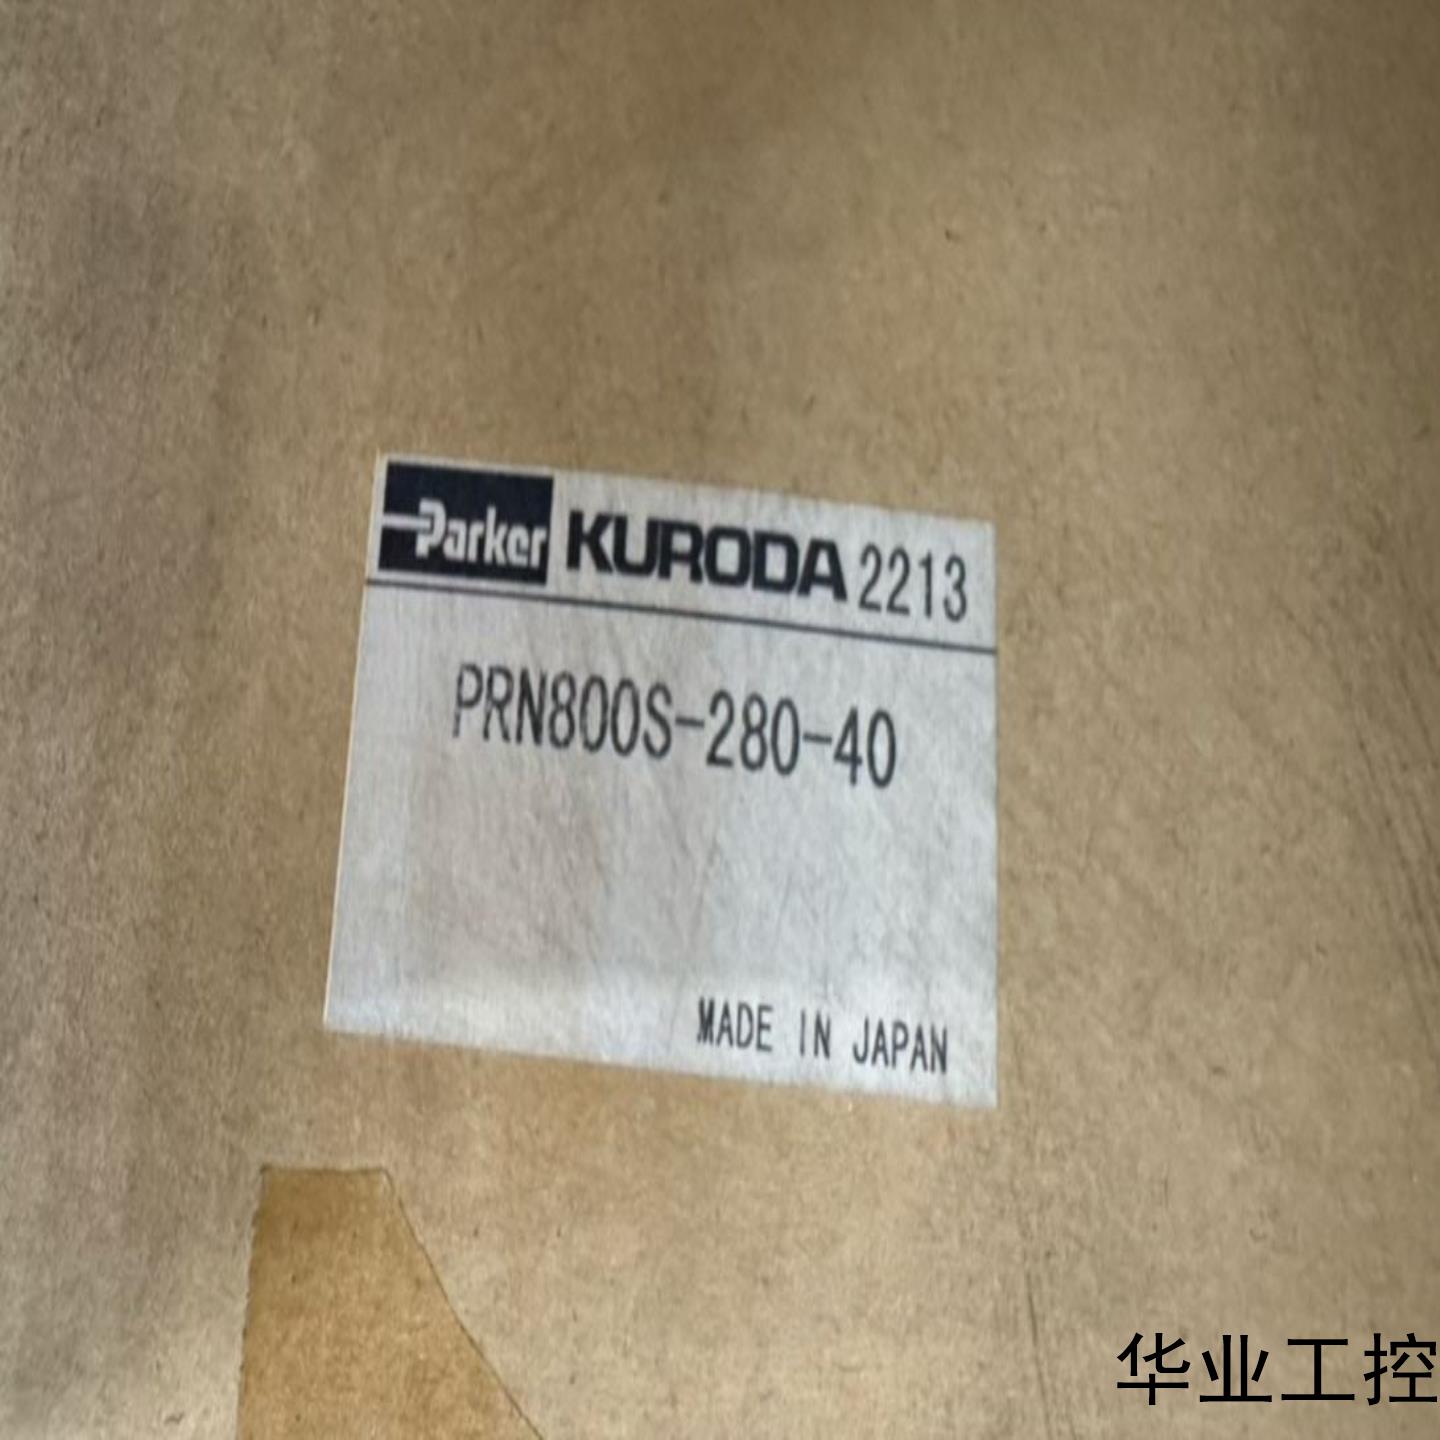 Parker KURODA 2213
PRN800S-280-40
MADE IN JAPAN
华业工控